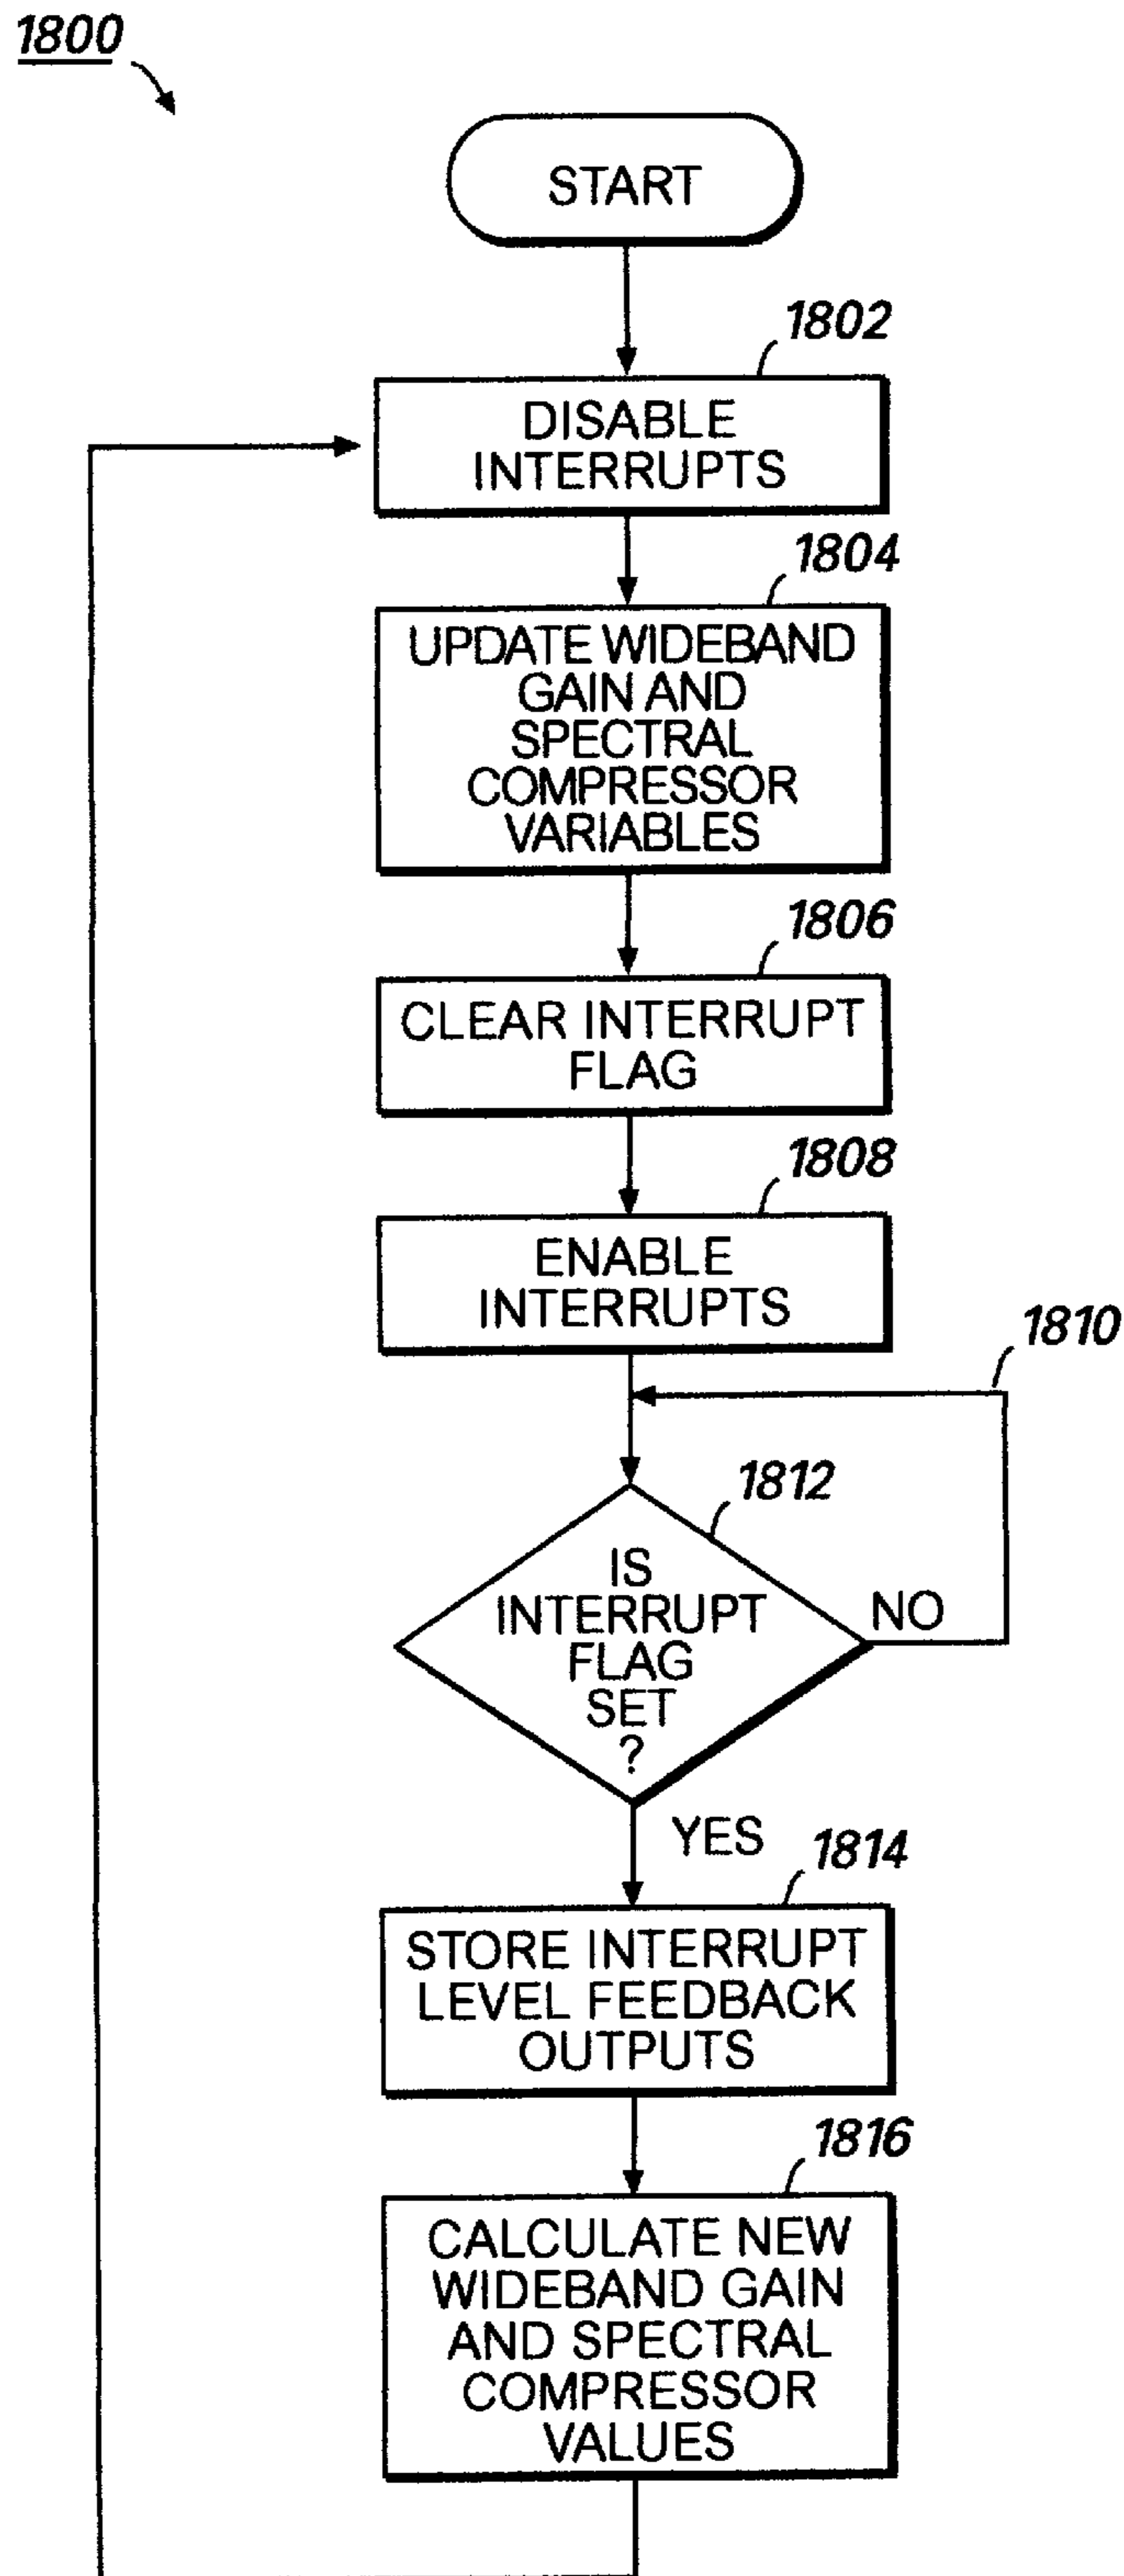 1800
START
1802
DISABLE
INTERRUPTS
1804
UPDATE WIDEBAND
GAIN AND
SPECTRAL
COMPRESSOR
VARIABLES
1806
CLEAR INTERRUPT
FLAG
1808
ENABLE
INTERRUPTS
1810
1812
IS
INTERRUPT
FLAG
SET
?
NO
YES
1814
STORE INTERRUPT
LEVEL FEEDBACK
OUTPUTS
1816
CALCULATE NEW
WIDEBAND GAIN
AND SPECTRAL
COMPRESSOR
VALUES